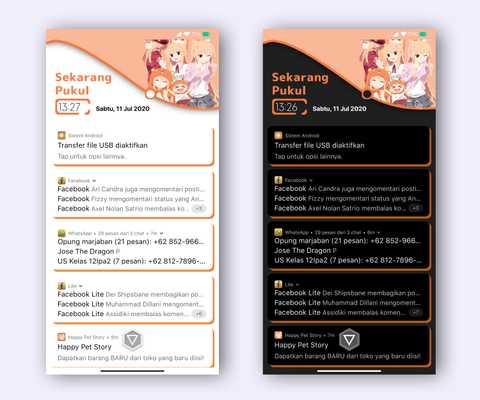 Sekarang
Pukul
13:27
Sabtu, 11 Jul 2020
Sistem Android
Transfer file USB diaktifkan
Tap untuk opsi lainnya.
Facebook
Facebook Ari Candra juga mengomentari posti...
Facebook Fizzy mengomentari status yang An...
Facebook Axel Nolan Satrio membalas ko...
+5
WhatsApp • 29 pesan dari 3 chat • 7m
Opung marjaban (21 pesan): +62 852-966...
Jose The Dragon P
US Kelas 12Ipa2 (7 pesan): +62 812-7896-...
Lite
Facebook Lite Dei Shipsbane membagikan po...
Facebook Lite Muhammad Dillani mengoment...
Facebook Lite Assidiki membalas komen...
+6
Happy Pet Story • 6m
Happy Pet Story
Dapatkan barang BARU dari toko yang baru diisi!
Sekarang
Pukul
13:26
Sabtu, 11 Jul 2020
Sistem Android
Transfer file USB diaktifkan
Tap untuk opsi lainnya.
Facebook
Facebook Ari Candra juga mengomentari posti...
Facebook Fizzy mengomentari status yang An...
Facebook Axel Nolan Satrio membalas ko...
WhatsApp • 29 pesan dari 3 chat • 6m
Opung marjaban (21 pesan): +62 852-966...
Jose The Dragon P
US Kelas 12Ipa2 (7 pesan): +62 812-7896-...
Lite
Facebook Lite Dei Shipsbane membagikan po...
Facebook Lite Muhammad Dillani mengoment...
Facebook Lite Assidiki membalas komen...
+7
Happy Pet Story • 7m
Happy Pet Story
Dapatkan barang BARU dari toko yang baru diisi!